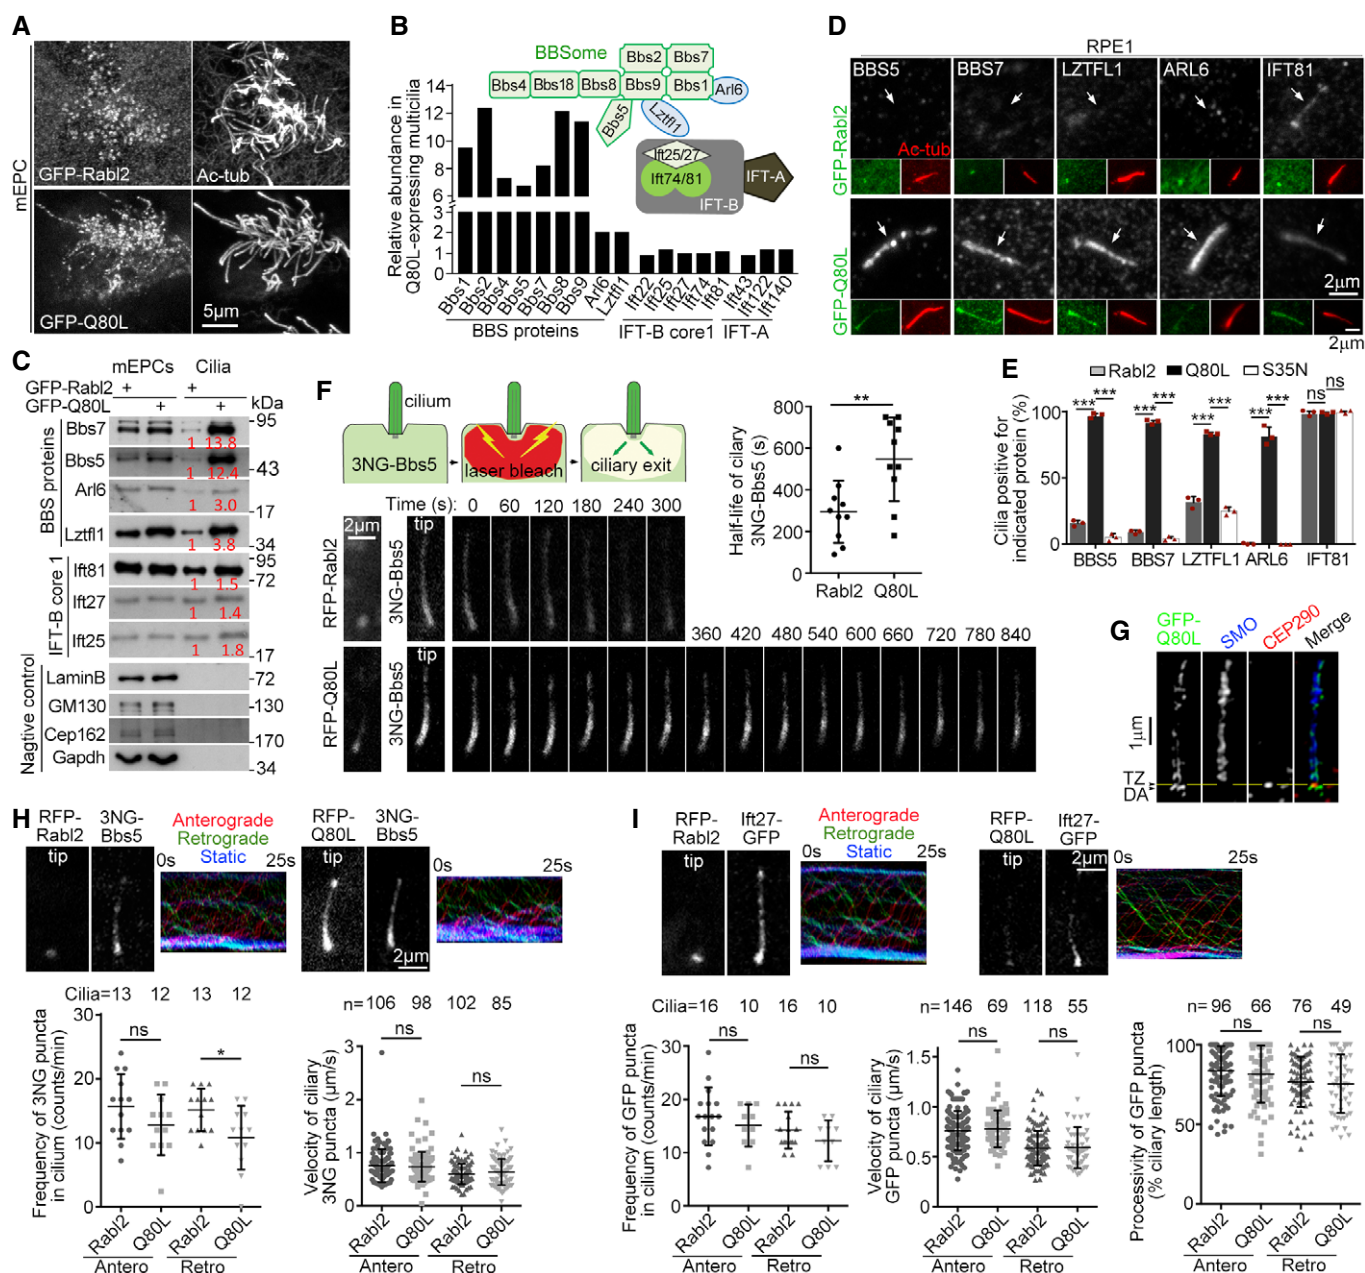 A
mEPC
GFP-Rabl2
Ac-tub
GFP-Q80L
5μm
B
BBSome
Bbs2 Bbs7
Bbs4 Bbs18 Bbs8 Bbs9 Bbs1 Arl6
Bbs5
Lztfl1
Ift25/27
Ift74/81
IFT-B
IFT-A
Relative abundance in
Q80L-expressing multicilia
14
12
10
8
6
3
2
1
0
Bbs1 Bbs2 Bbs4 Bbs5 Bbs7 Bbs8 Bbs9 Arl6 Lztfl1 Ift22 Ift25 Ift27 Ift74 Ift81 Ift43 Ift122 Ift140
BBS proteins IFT-B core1 IFT-A
D
RPE1
BBS5 BBS7 LZTFL1 ARL6 IFT81
GFP-Rabl2
Ac-tub
GFP-Q80L
2μm
2μm
C
mEPCs Cilia
GFP-Rabl2 + +
GFP-Q80L + + kDa
BBS proteins
Bbs7 1 13.8 -95
Bbs5 1 12.4 -43
Arl6 1 3.0 -17
Lztfl1 1 3.8 -34
IFT-B core 1
Ift81 1 1.5 -95
-72
Ift27 1 1.4
Ift25 1 1.8 -17
Nagtive control
LaminB -72
GM130 -130
Cep162 -170
Gapdh -34
F
cilium
3NG-Bbs5
laser bleach
ciliary exit
Time (s): 0 60 120 180 240 300
2μm
tip
RFP-Rabl2
3NG-Bbs5
360 420 480 540 600 660 720 780 840
tip
RFP-Q80L
3NG-Bbs5
Half-life of cilary
3NG-Bbs5 (s)
**
800
600
400
200
0
Rabl2 Q80L
E
Rabl2 Q80L S35N
Cilia positive for
indicated protein (%)
100
50
0
*** *** *** *** *** *** *** *** ns ns
BBS5 BBS7 LZTFL1 ARL6 IFT81
G
GFP-
Q80L
SMO
CEP290
Merge
1μm
TZ
DA
H
RFP-
Rabl2
3NG-
Bbs5
tip
Anterograde
Retrograde
Static
0s 25s
RFP-
Q80L
3NG-
Bbs5
tip
2μm
Cilia=13 12 13 12
Frequency of 3NG puncta
in cilium (counts/min)
30
20
10
0
ns
*
Rabl2 Q80L Rabl2 Q80L
Antero Retro
n=106 98 102 85
Velocity of ciliary
3NG puncta (μm/s)
3
2
1
0
ns
ns
Rabl2 Q80L Rabl2 Q80L
Antero Retro
I
RFP-
Rabl2
Ift27-
GFP
tip
Anterograde
Retrograde
Static
0s 25s
RFP-
Q80L
Ift27-
GFP
tip
2μm
0s 25s
Cilia=16 10 16 10
Frequency of GFP puncta
in cilium (counts/min)
30
20
10
0
ns
ns
Rabl2 Q80L Rabl2 Q80L
Antero Retro
n=146 69 118 55
Velocity of ciliary
GFP puncta (μm/s)
1.5
1.0
0.5
0
ns
ns
Rabl2 Q80L Rabl2 Q80L
Antero Retro
n= 96 66 76 49
Processivity of GFP puncta
(% ciliary length)
100
50
0
ns
ns
Rabl2 Q80L Rabl2 Q80L
Antero Retro